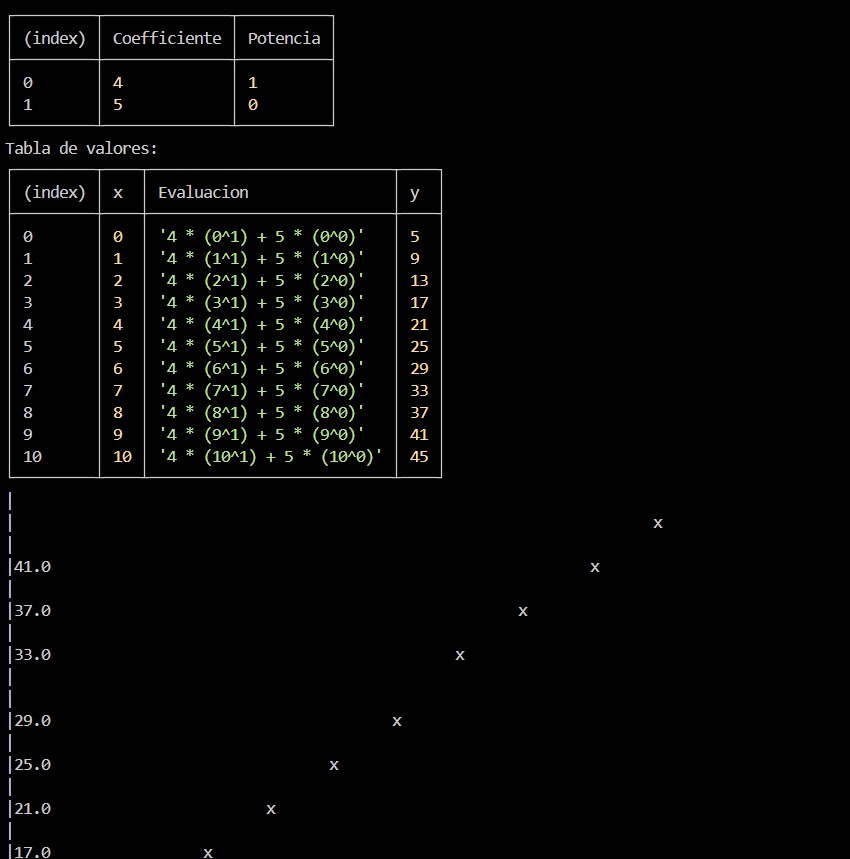 (index) Coefficiente Potencia
0 4 1
1 5 0
Tabla de valores:
(index) x Evaluacion y
0 0 '4 * (0^1) + 5 * (0^0)' 5
1 1 '4 * (1^1) + 5 * (1^0)' 9
2 2 '4 * (2^1) + 5 * (2^0)' 13
3 3 '4 * (3^1) + 5 * (3^0)' 17
4 4 '4 * (4^1) + 5 * (4^0)' 21
5 5 '4 * (5^1) + 5 * (5^0)' 25
6 6 '4 * (6^1) + 5 * (6^0)' 29
7 7 '4 * (7^1) + 5 * (7^0)' 33
8 8 '4 * (8^1) + 5 * (8^0)' 37
9 9 '4 * (9^1) + 5 * (9^0)' 41
10 10 '4 * (10^1) + 5 * (10^0)' 45
|
| x
|
|41.0 x
|
|37.0 x
|
|33.0 x
|
|
|29.0 x
|
|25.0 x
|
|21.0 x
|
|17.0 x